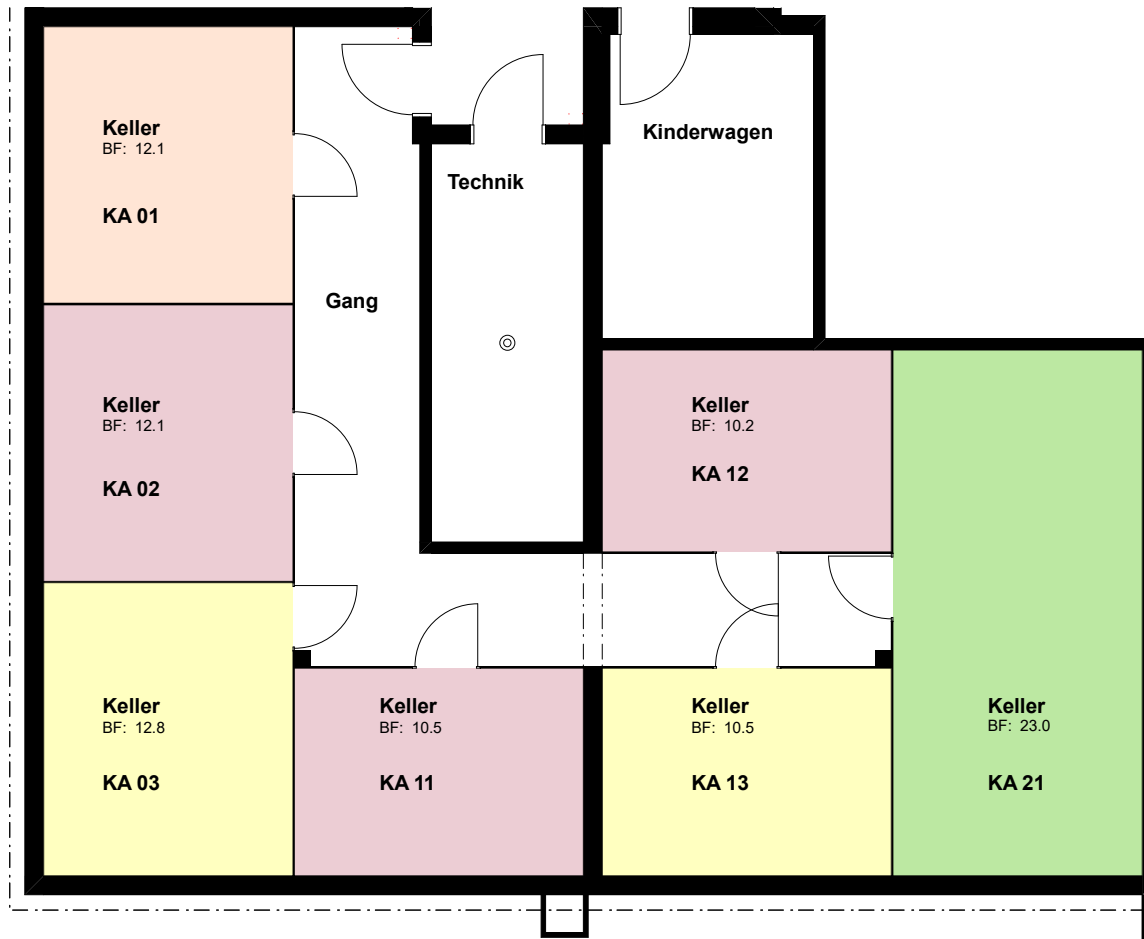 Keller
BF: 12.1
KA 01
Technik
Kinderwagen
Gang
Keller
BF: 12.1
KA 02
Keller
BF: 10.2
KA 12
Keller
BF: 12.8
KA 03
Keller
BF: 10.5
KA 11
Keller
BF: 10.5
KA 13
Keller
BF: 23.0
KA 21